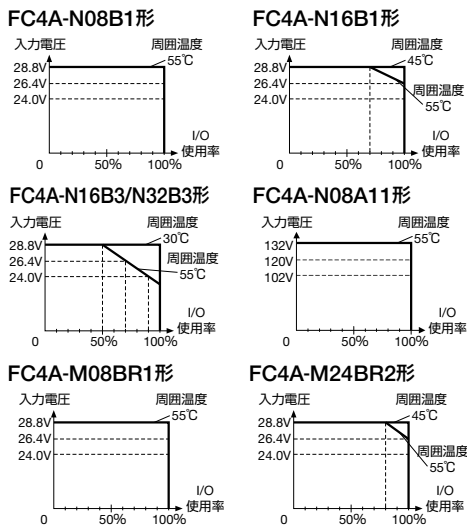 FC4A-N08B1形
入力電圧
周囲温度
55℃
28.8V
26.4V
24.0V
I/O
使用率
0
50%
100%
FC4A-N16B1形
入力電圧
周囲温度
45℃
28.8V
26.4V
24.0V
周囲温度
55℃
I/O
使用率
0
50%
100%
FC4A-N16B3/N32B3形
入力電圧
周囲温度
30℃
28.8V
26.4V
24.0V
周囲温度
55℃
I/O
使用率
0
50%
100%
FC4A-N08A11形
入力電圧
周囲温度
55℃
132V
120V
102V
I/O
使用率
0
50%
100%
FC4A-M08BR1形
入力電圧
周囲温度
55℃
28.8V
26.4V
24.0V
I/O
使用率
0
50%
100%
FC4A-M24BR2形
入力電圧
周囲温度
45℃
28.8V
26.4V
24.0V
周囲温度
55℃
I/O
使用率
0
50%
100%